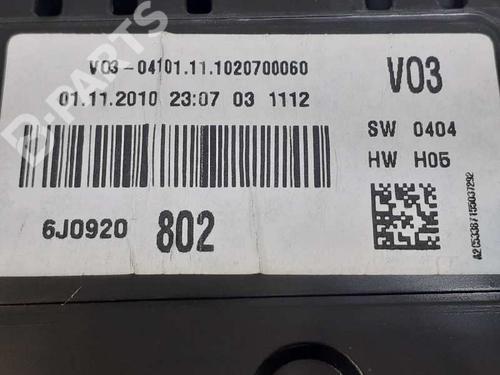 V03-04101.11.1020700060
01.11.2010 23:07 03 1112
V03
SW 0404
HW H05
6J0920 802
A2C53367153037292
B-PARTS